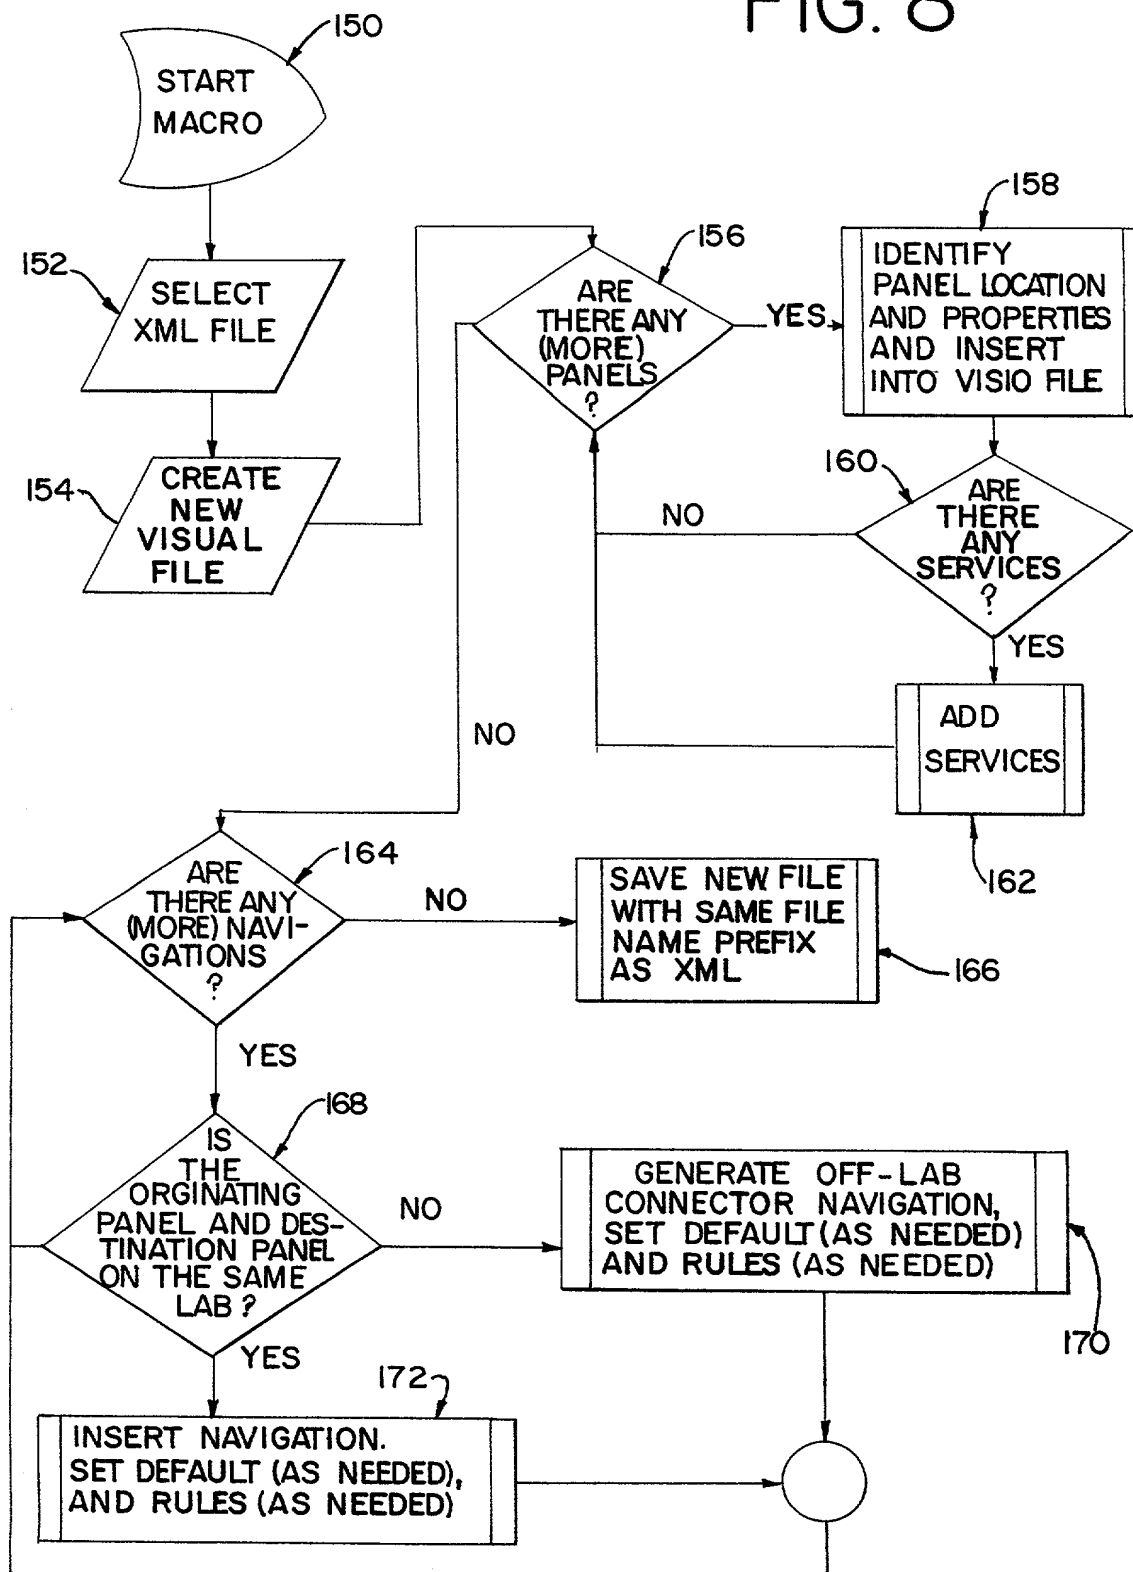 FIG. 8
150
START
MACRO
152
SELECT
XML FILE
154
CREATE
NEW
VISUAL
FILE
156
ARE
THERE ANY
(MORE)
PANELS
?
YES
158
IDENTIFY
PANEL LOCATION
AND PROPERTIES
AND INSERT
INTO VISIO FILE
160
ARE
THERE
ANY
SERVICES
?
NO
YES
ADD
SERVICES
162
NO
164
ARE
THERE ANY
(MORE) NAVI-
GATIONS
?
NO
SAVE NEW FILE
WITH SAME FILE
NAME PREFIX
AS XML
166
YES
168
IS
THE
ORGINATING
PANEL AND DES-
TINATION PANEL
ON THE SAME
LAB?
NO
GENERATE OFF-LAB
CONNECTOR NAVIGATION,
SET DEFAULT (AS NEEDED)
AND RULES (AS NEEDED)
170
YES
172
INSERT NAVIGATION.
SET DEFAULT (AS NEEDED),
AND RULES (AS NEEDED)